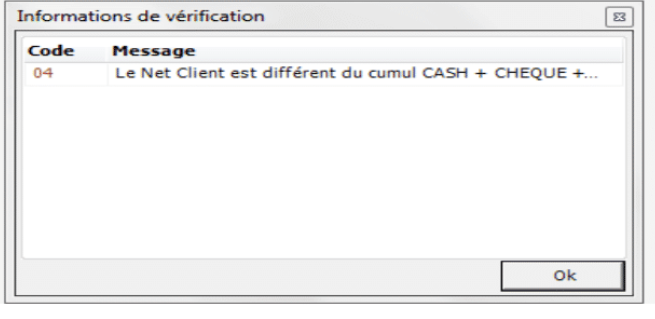 Informations de vérification
Code Message
04 Le Net Client est différent du cumul CASH + CHEQUE +...
Ok